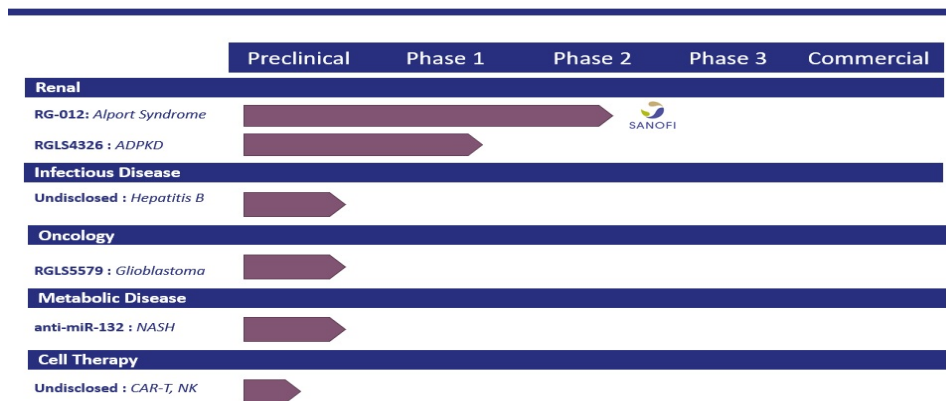 Preclinical Phase 1 Phase 2 Phase 3 Commercial
Renal
RG-012: Alport Syndrome
SANOFI
RGLS4326 : ADPKD
Infectious Disease
Undisclosed : Hepatitis B
Oncology
RGLS5579 : Glioblastoma
Metabolic Disease
anti-miR-132 : NASH
Cell Therapy
Undisclosed : CAR-T, NK